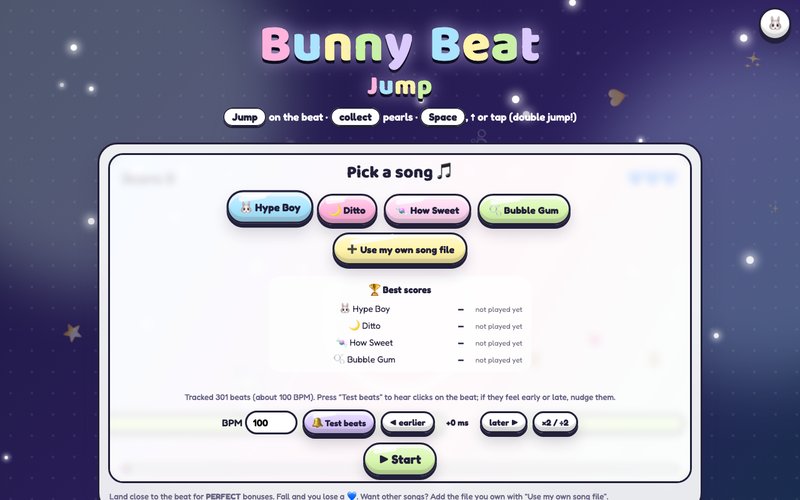 Bunny Beat
Jump
Jump on the beat · collect pearls · Space, ↑ or tap (double jump!)
Pick a song 🎵
🐰 Hype Boy 🌙 Ditto 🍬 How Sweet 🫧 Bubble Gum
➕ Use my own song file
🏆 Best scores
🐰 Hype Boy – not played yet
🌙 Ditto – not played yet
🍬 How Sweet – not played yet
🫧 Bubble Gum – not played yet
Tracked 301 beats (about 100 BPM). Press "Test beats" to hear clicks on the beat; if they feel early or late, nudge them.
BPM 100 🔔 Test beats ◀ earlier +0 ms later ▶ x2 / ÷2
▶ Start
Land close to the beat for PERFECT bonuses. Fall and you lose a 💙. Want other songs? Add the file you own with "Use my own song file".